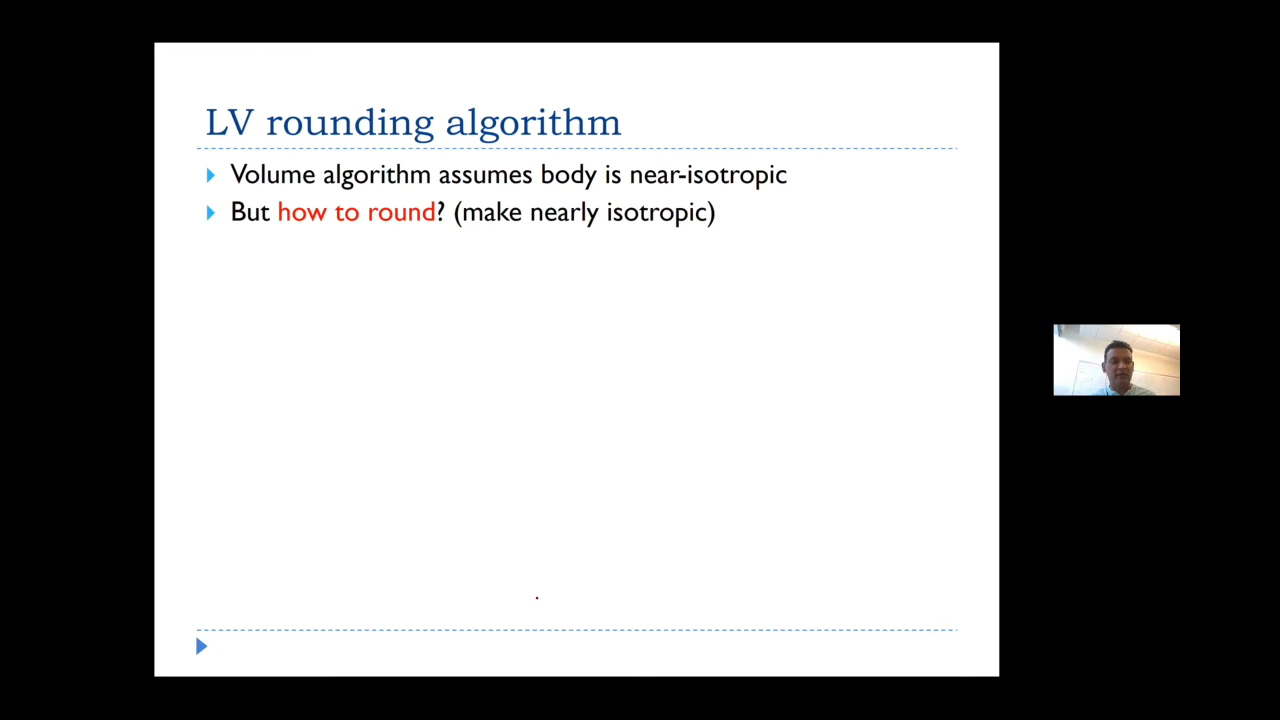 LV rounding algorithm
Volume algorithm assumes body is near-isotropic
But how to round? (make nearly isotropic)